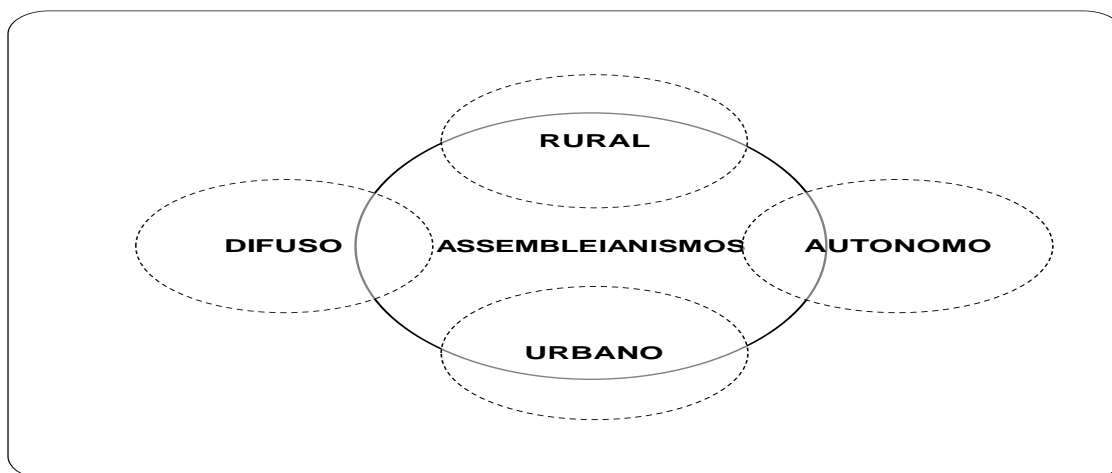 RURAL
DIFUSO
ASSEMBLEIANISMOS
AUTONOMO
URBANO